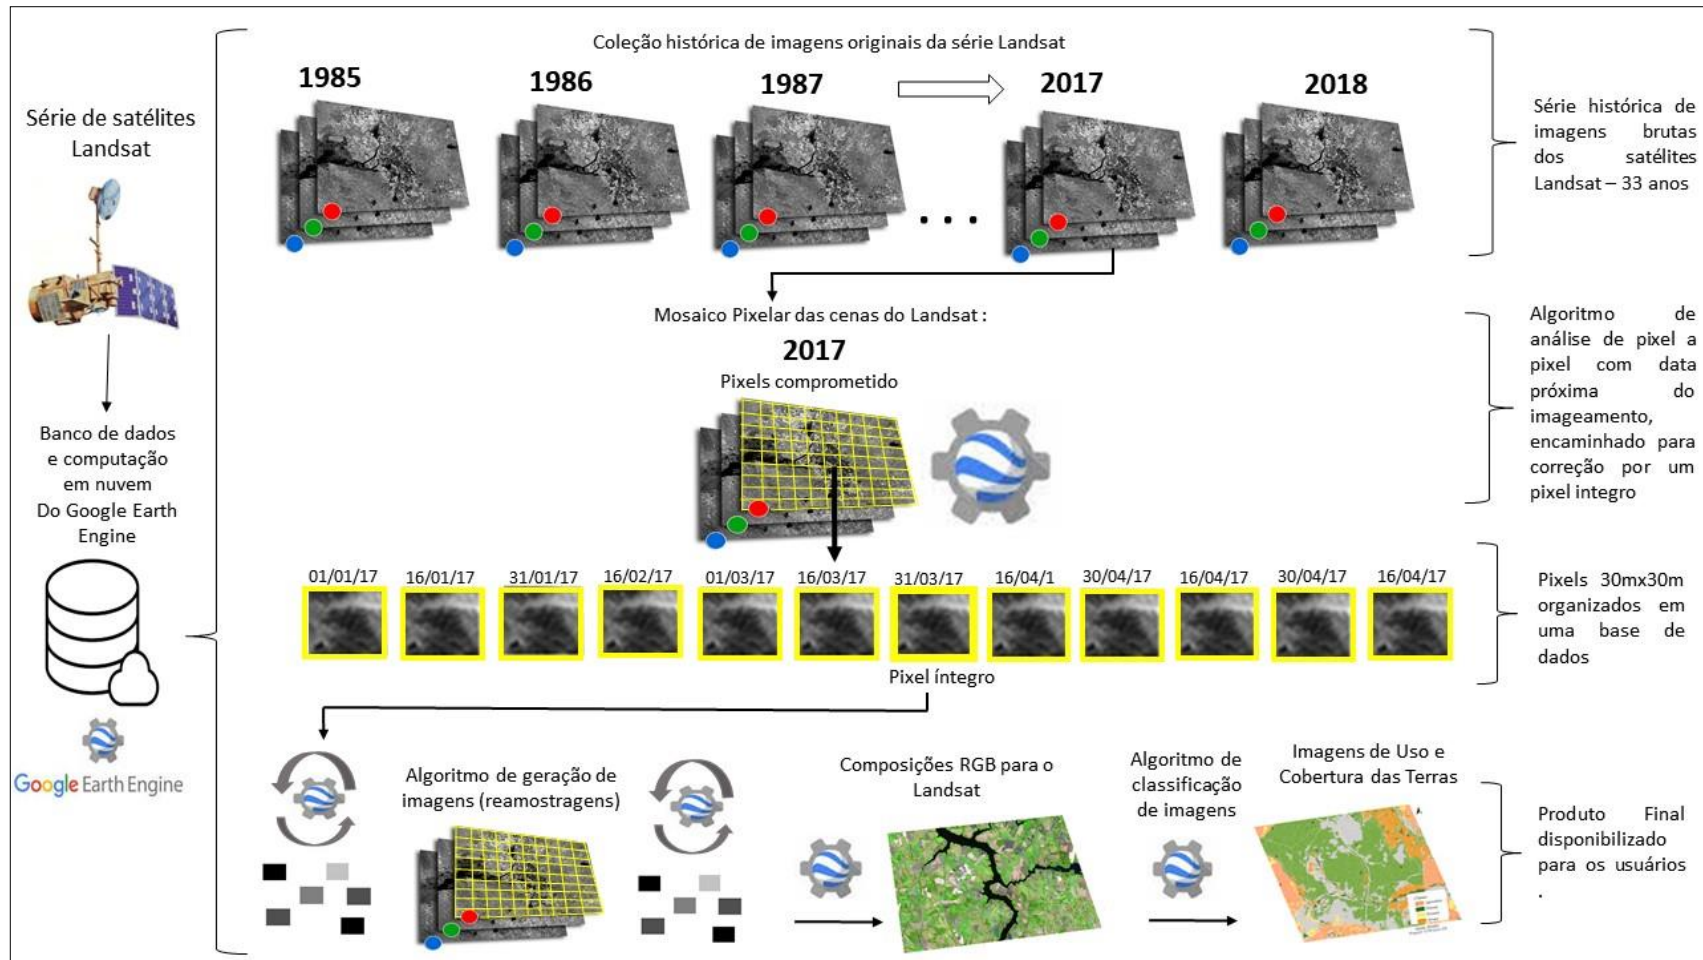 Coleção histórica de imagens originais da série Landsat
1985
1986
1987
2017
2018
Série de satélites
Landsat
Série histórica de
imagens brutas
dos satélites
Landsat – 33 anos
Banco de dados
e computação
em nuvem
Do Google Earth
Engine
Google Earth Engine
Mosaico Pixelar das cenas do Landsat :
2017
Pixels comprometido
Algoritmo de
análise de pixel a
pixel com data
próxima do
imageamento,
encaminhado para
correção por um
pixel integro
01/01/17
16/01/17
31/01/17
16/02/17
01/03/17
16/03/17
31/03/17
16/04/1
30/04/17
16/04/17
30/04/17
16/04/17
Pixel íntegro
Pixels 30mx30m
organizados em
uma base de
dados
Algoritmo de geração de
imagens (reamostragens)
Composições RGB para o
Landsat
Algoritmo de
classificação
de imagens
Imagens de Uso e
Cobertura das Terras
Produto Final
disponibilizado
para os usuários
.